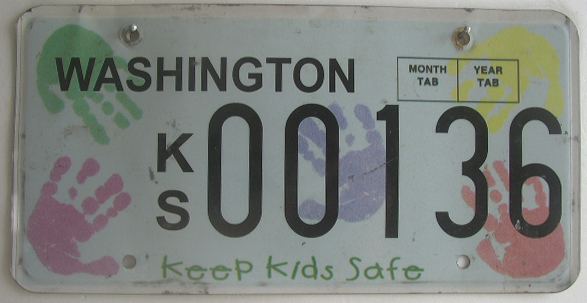 WASHINGTON
MONTH TAB
YEAR TAB
KS 00136
Keep Kids Safe